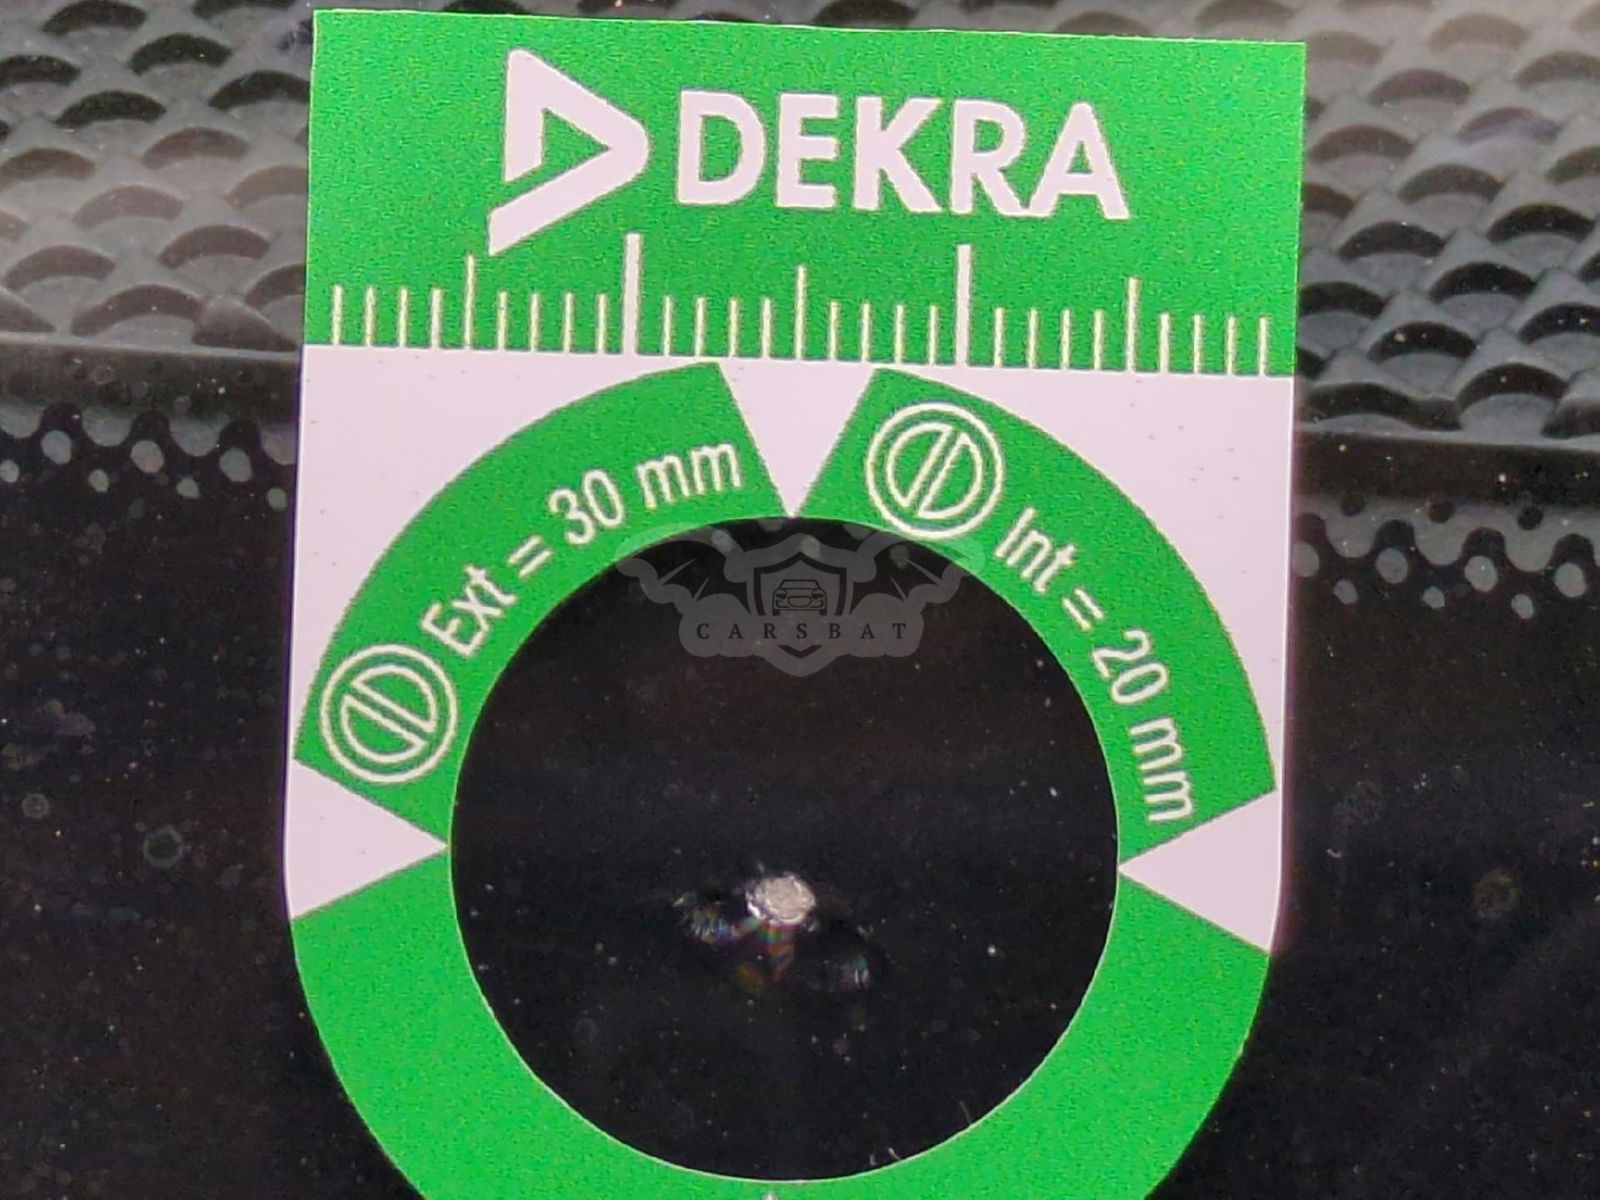 DEKRA
Ext = 30 mm
Int = 20 mm
CARSBAT